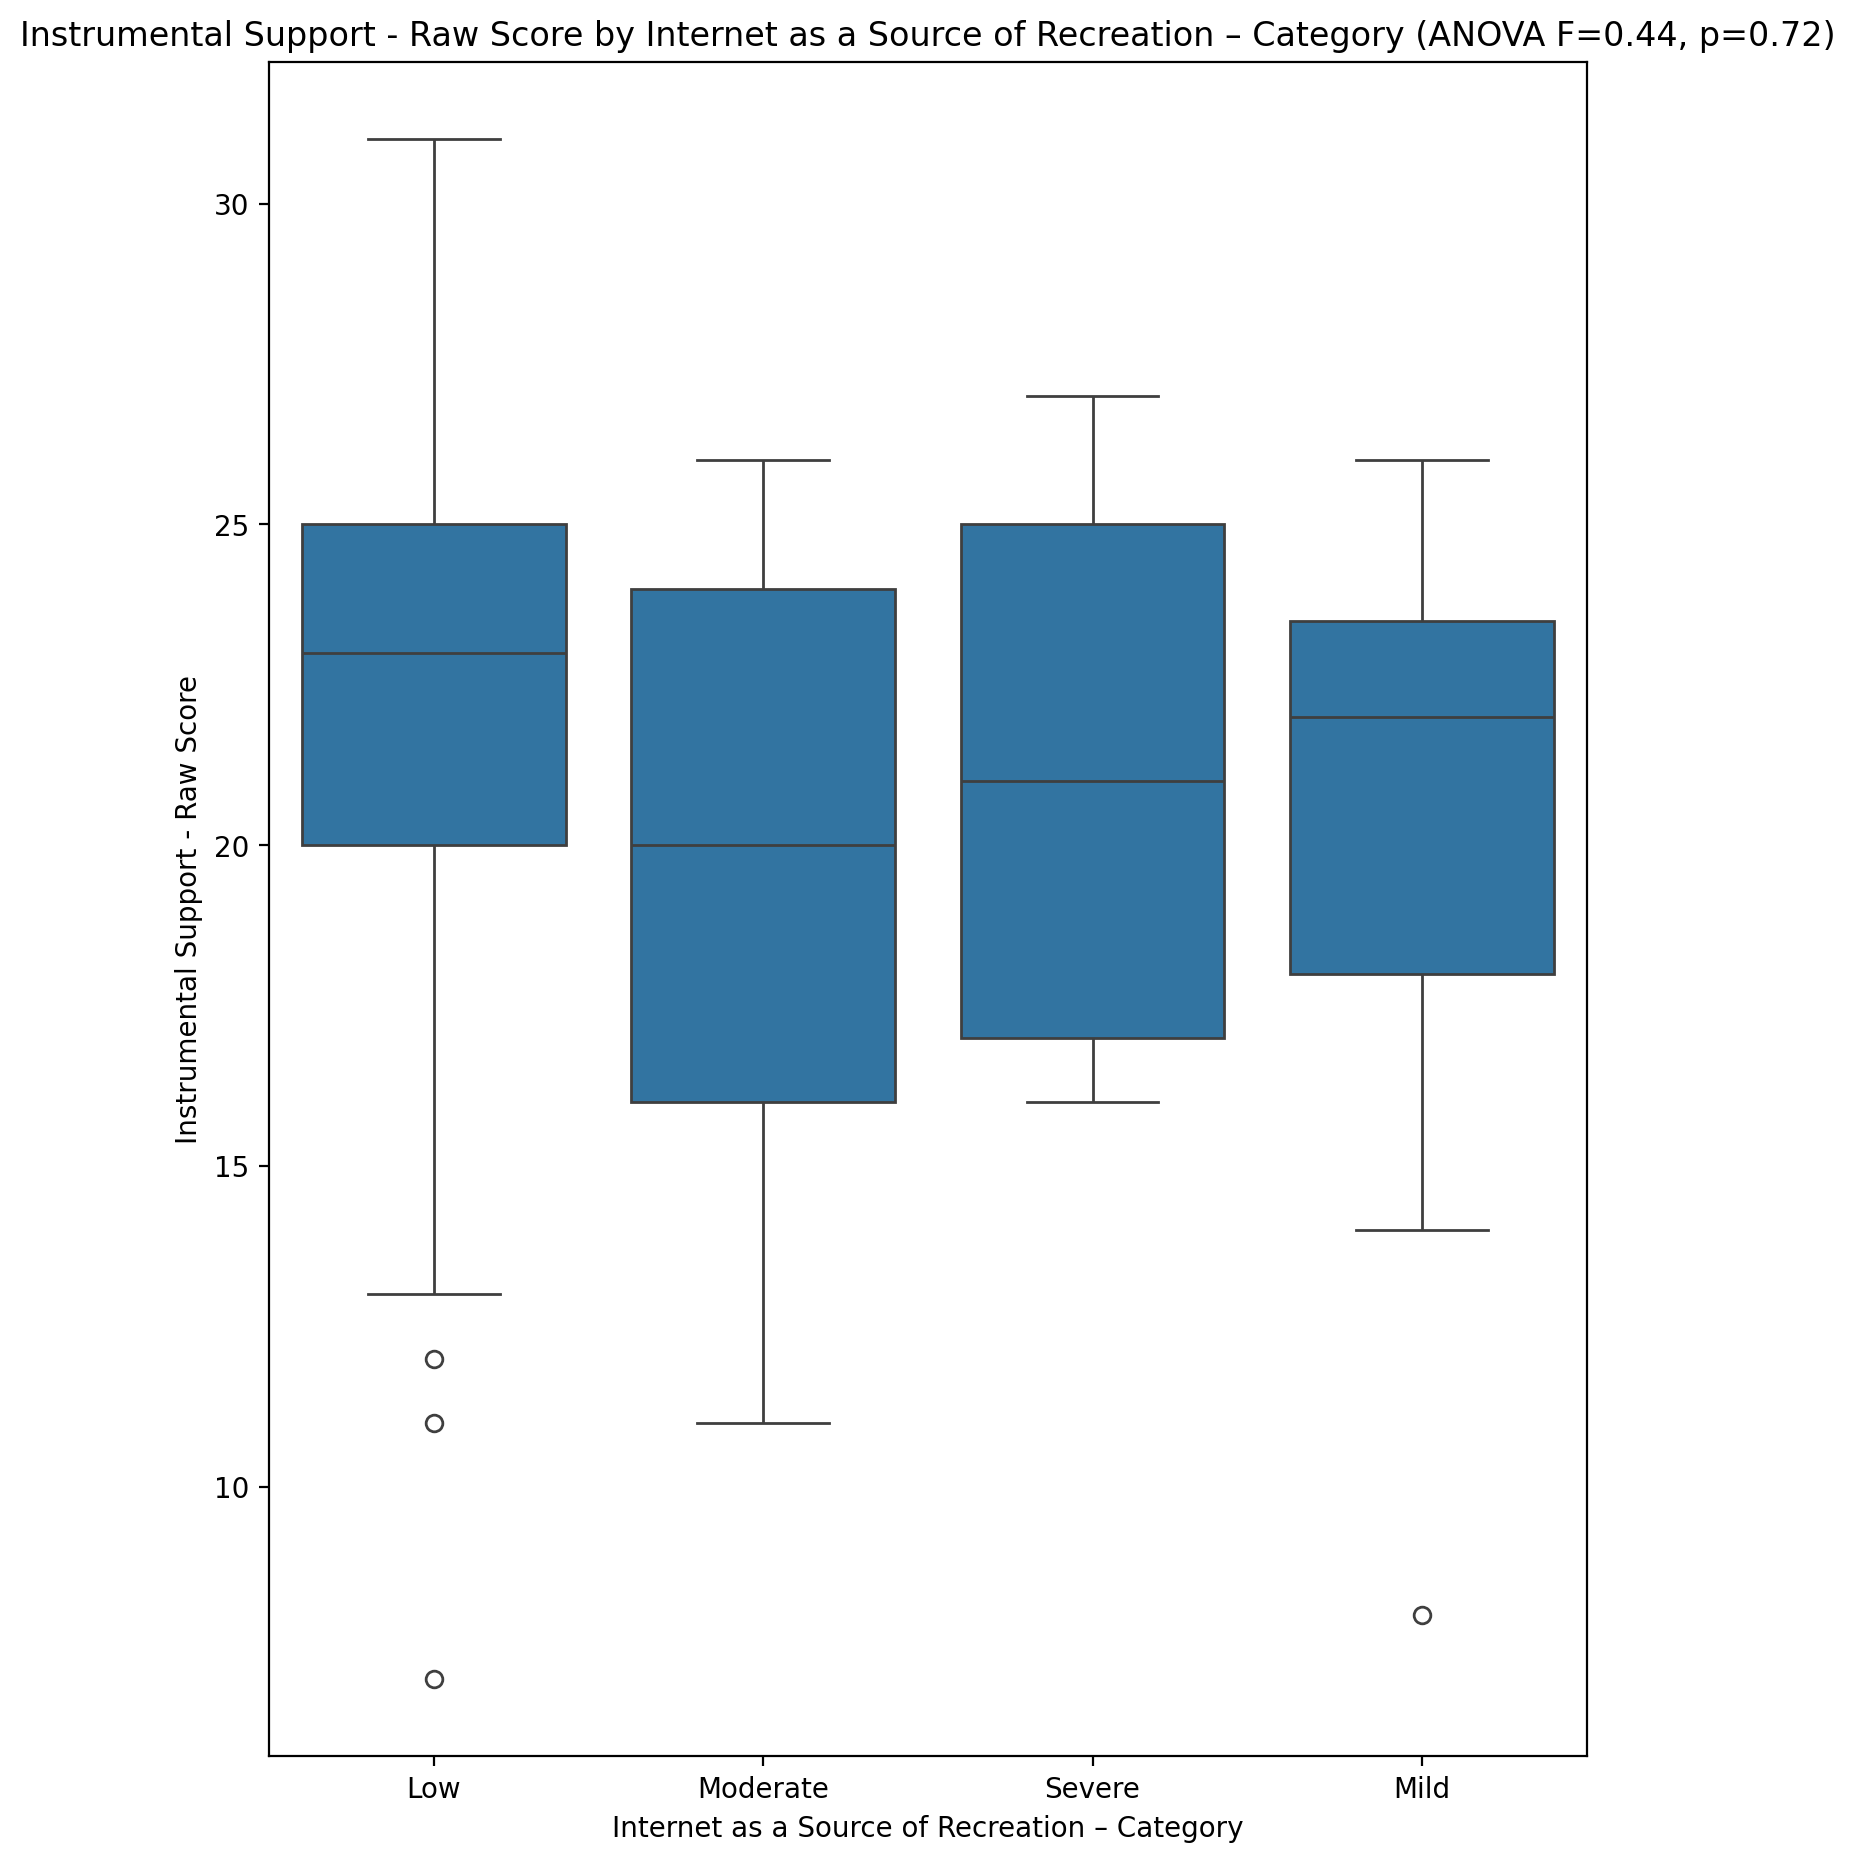 Instrumental Support - Raw Score by Internet as a Source of Recreation – Category (ANOVA F=0.44, p=0.72)
Instrumental Support - Raw Score
30
25
20
15
10
Low Moderate Severe Mild
Internet as a Source of Recreation – Category